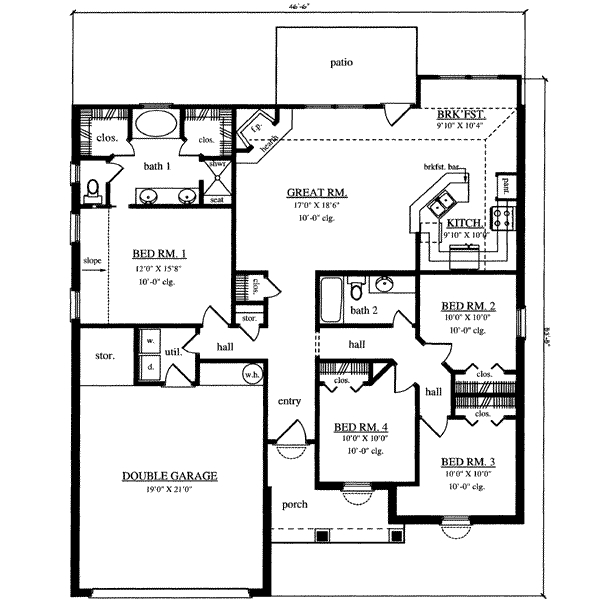 46'-6"
patio
clos.
clos.
f.p.
hearth
BRK'FST.
9'10" X 10'4"
bath 1
shwr
seat
brkfst. bar
pant.
GREAT RM.
17'0" X 18'6"
10'-0" clg.
KITCH.
9'10" X 10'0"
slope
BED RM. 1
12'0" X 15'8"
10'-0" clg.
clos.
stor.
bath 2
BED RM. 2
10'0" X 10'0"
10'-0" clg.
stor.
w.
d.
util.
hall
hall
clos.
w.h.
clos.
hall
clos.
entry
BED RM. 4
10'0" X 10'0"
10'-0" clg.
BED RM. 3
10'0" X 10'0"
10'-0" clg.
DOUBLE GARAGE
19'0" X 21'0"
porch